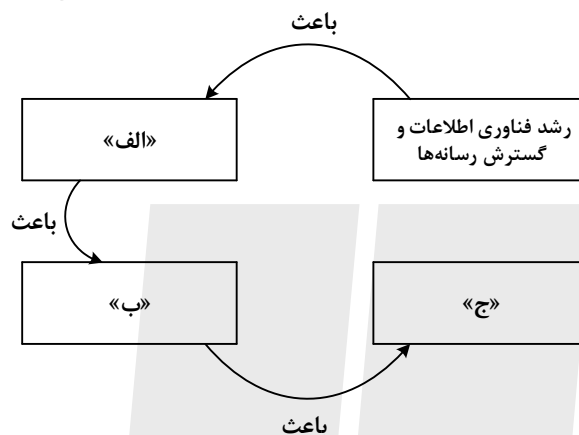 باعث
رشد فناوری اطلاعات و
گسترش رسانه‌ها
«الف»
باعث
«ب»
«ج»
باعث